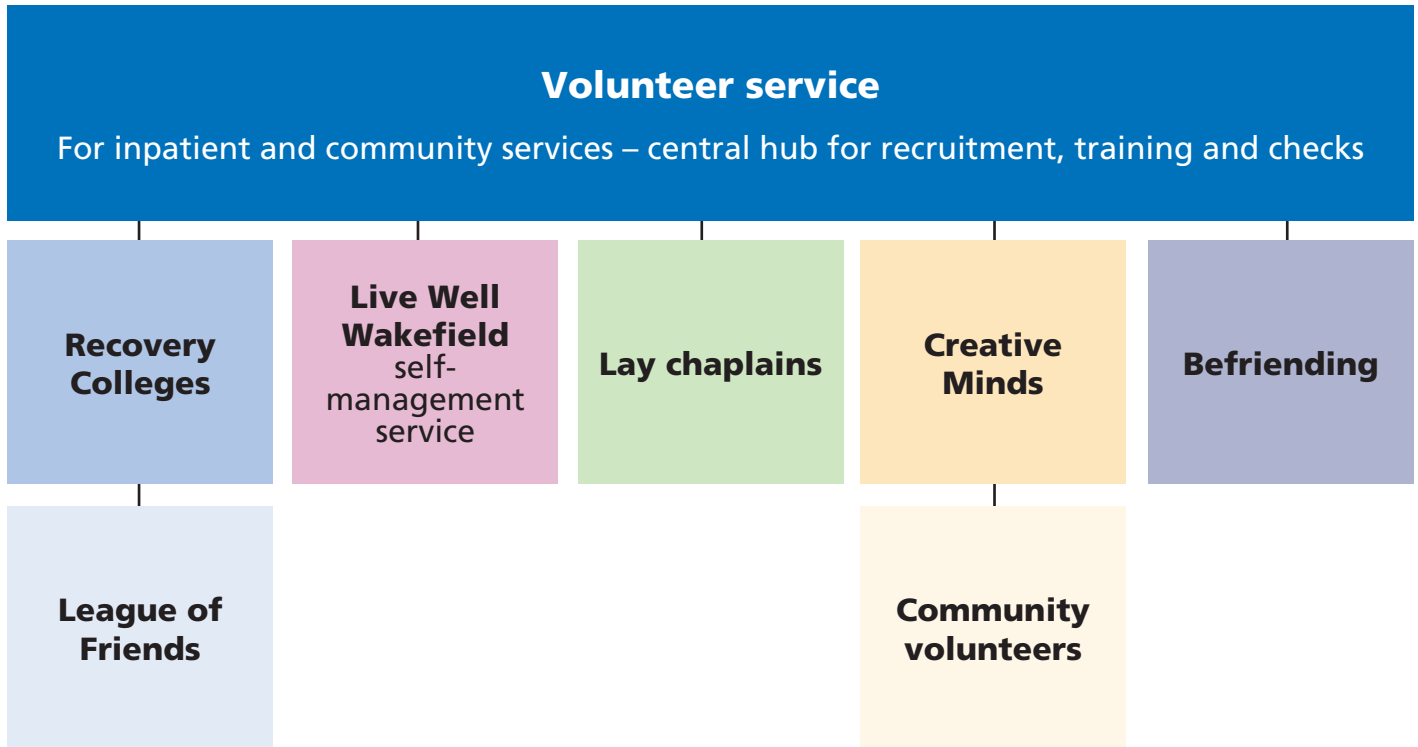 Volunteer service
For inpatient and community services – central hub for recruitment, training and checks
Recovery
Colleges
Live Well
Wakefield
self-
management
service
Lay chaplains
Creative
Minds
Befriending
League of
Friends
Community
volunteers